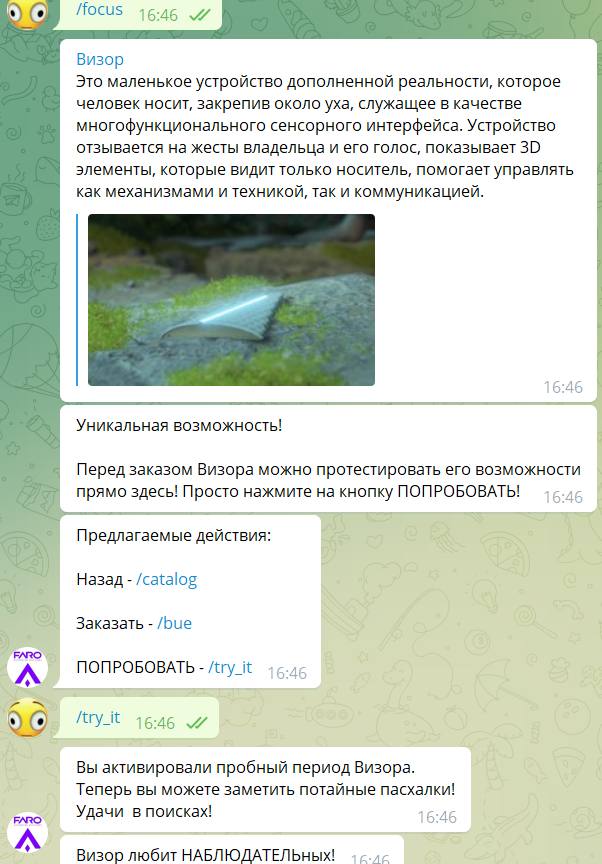 /focus
16:46
Визор
Это маленькое устройство дополненной реальности, которое
человек носит, закрепив около уха, служащее в качестве
многофункционального сенсорного интерфейса. Устройство
отзывается на жесты владельца и его голос, показывает 3D
элементы, которые видит только носитель, помогает управлять
как механизмами и техникой, так и коммуникацией.
16:46
Уникальная возможность!
Перед заказом Визора можно протестировать его возможности
прямо здесь! Просто нажмите на кнопку ПОПРОБОВАТЬ!
16:46
Предлагаемые действия:
Назад - /catalog
Заказать - /bue
ПОПРОБОВАТЬ - /try_it
16:46
FARO
/try_it
16:46
Вы активировали пробный период Визора.
Теперь вы можете заметить потайные пасхалки!
Удачи в поисках!
16:46
FARO
Визор любит НАБЛЮДАТЕЛЬных!
16:46